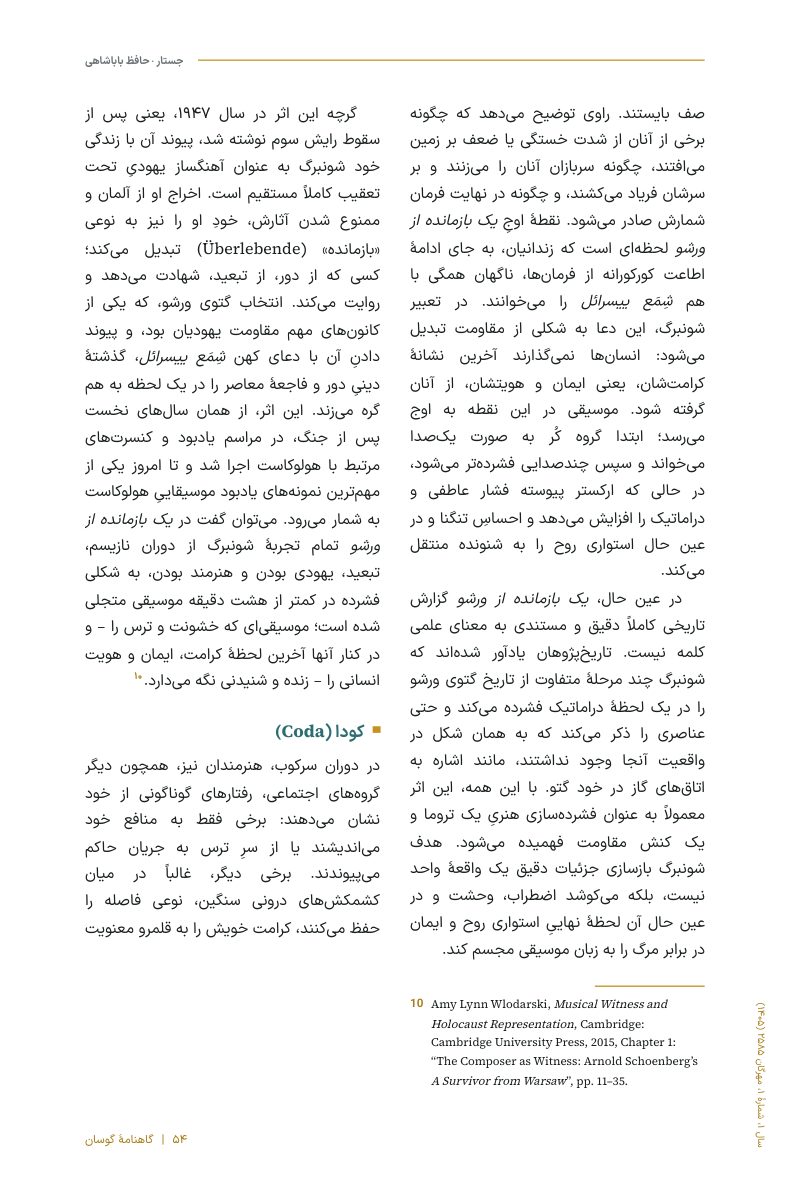 جستار · حافظ باباشاهی
صف بایستند. راوی توضیح می‌دهد که چگونه
برخی از آنان از شدت خستگی یا ضعف بر زمین
می‌افتند، چگونه سربازان آنان را می‌زنند و بر
سرشان فریاد می‌کشند، و چگونه در نهایت فرمان
شمارش صادر می‌شود. نقطهٔ اوجِ یک بازمانده از
ورشو لحظه‌ای است که زندانیان، به جای ادامهٔ
اطاعت کورکورانه از فرمان‌ها، ناگهان همگی با
هم شِمَع ییسرائل را می‌خوانند. در تعبیر
شونبرگ، این دعا به شکلی از مقاومت تبدیل
می‌شود: انسان‌ها نمی‌گذارند آخرین نشانهٔ
کرامت‌شان، یعنی ایمان و هویتشان، از آنان
گرفته شود. موسیقی در این نقطه به اوج
می‌رسد؛ ابتدا گروه کُر به صورت یک‌صدا
می‌خواند و سپس چندصدایی فشرده‌تر می‌شود،
در حالی که ارکستر پیوسته فشار عاطفی و
دراماتیک را افزایش می‌دهد و احساسِ تنگنا و در
عین حال استواری روح را به شنونده منتقل
می‌کند.
در عین حال، یک بازمانده از ورشو گزارش
تاریخی کاملاً دقیق و مستندی به معنای علمی
کلمه نیست. تاریخ‌پژوهان یادآور شده‌اند که
شونبرگ چند مرحلهٔ متفاوت از تاریخ گتوی ورشو
را در یک لحظهٔ دراماتیک فشرده می‌کند و حتی
عناصری را ذکر می‌کند که به همان شکل در
واقعیت آنجا وجود نداشتند، مانند اشاره به
اتاق‌های گاز در خود گتو. با این همه، این اثر
معمولاً به عنوان فشرده‌سازی هنریِ یک تروما و
یک کنش مقاومت فهمیده می‌شود. هدف
شونبرگ بازسازی جزئیات دقیق یک واقعهٔ واحد
نیست، بلکه می‌کوشد اضطراب، وحشت و در
عین حال آن لحظهٔ نهاییِ استواری روح و ایمان
در برابر مرگ را به زبان موسیقی مجسم کند.
10 Amy Lynn Wlodarski, Musical Witness and
Holocaust Representation, Cambridge:
Cambridge University Press, 2015, Chapter 1:
“The Composer as Witness: Arnold Schoenberg’s
A Survivor from Warsaw”, pp. 11–35.
گرچه این اثر در سال ۱۹۴۷، یعنی پس از
سقوط رایش سوم نوشته شد، پیوند آن با زندگی
خود شونبرگ به عنوان آهنگساز یهودیِ تحت
تعقیب کاملاً مستقیم است. اخراج او از آلمان و
ممنوع شدن آثارش، خودِ او را نیز به نوعی
«بازمانده» (Überlebende) تبدیل می‌کند؛
کسی که از دور، از تبعید، شهادت می‌دهد و
روایت می‌کند. انتخاب گتوی ورشو، که یکی از
کانون‌های مهم مقاومت یهودیان بود، و پیوند
دادنِ آن با دعای کهن شِمَع ییسرائل، گذشتهٔ
دینیِ دور و فاجعهٔ معاصر را در یک لحظه به هم
گره می‌زند. این اثر، از همان سال‌های نخست
پس از جنگ، در مراسم یادبود و کنسرت‌های
مرتبط با هولوکاست اجرا شد و تا امروز یکی از
مهم‌ترین نمونه‌های یادبود موسیقاییِ هولوکاست
به شمار می‌رود. می‌توان گفت در یک بازمانده از
ورشو تمام تجربهٔ شونبرگ از دوران نازیسم،
تبعید، یهودی بودن و هنرمند بودن، به شکلی
فشرده در کمتر از هشت دقیقه موسیقی متجلی
شده است؛ موسیقی‌ای که خشونت و ترس را – و
در کنار آنها آخرین لحظهٔ کرامت، ایمان و هویت
انسانی را – زنده و شنیدنی نگه می‌دارد.۱۰
■ کودا (Coda)
در دوران سرکوب، هنرمندان نیز، همچون دیگر
گروه‌های اجتماعی، رفتارهای گوناگونی از خود
نشان می‌دهند: برخی فقط به منافع خود
می‌اندیشند یا از سرِ ترس به جریان حاکم
می‌پیوندند. برخی دیگر، غالباً در میان
کشمکش‌های درونی سنگین، نوعی فاصله را
حفظ می‌کنند، کرامت خویش را به قلمرو معنویت
سال ۱، شمارهٔ ۱، مهرگان ۲۵۸۵ (۱۴۰۵)
۵۴ | گاهنامهٔ گوسان